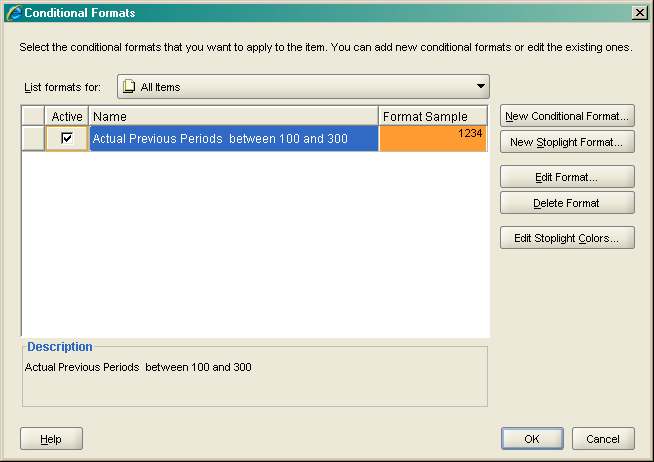 Conditional Formats
Select the conditional formats that you want to apply to the item. You can add new conditional formats or edit the existing ones.
List formats for: All Items
Active Name Format Sample
Actual Previous Periods  between 100 and 300 1234
New Conditional Format...
New Stoplight Format...
Edit Format...
Delete Format
Edit Stoplight Colors...
Description
Actual Previous Periods  between 100 and 300
Help OK Cancel